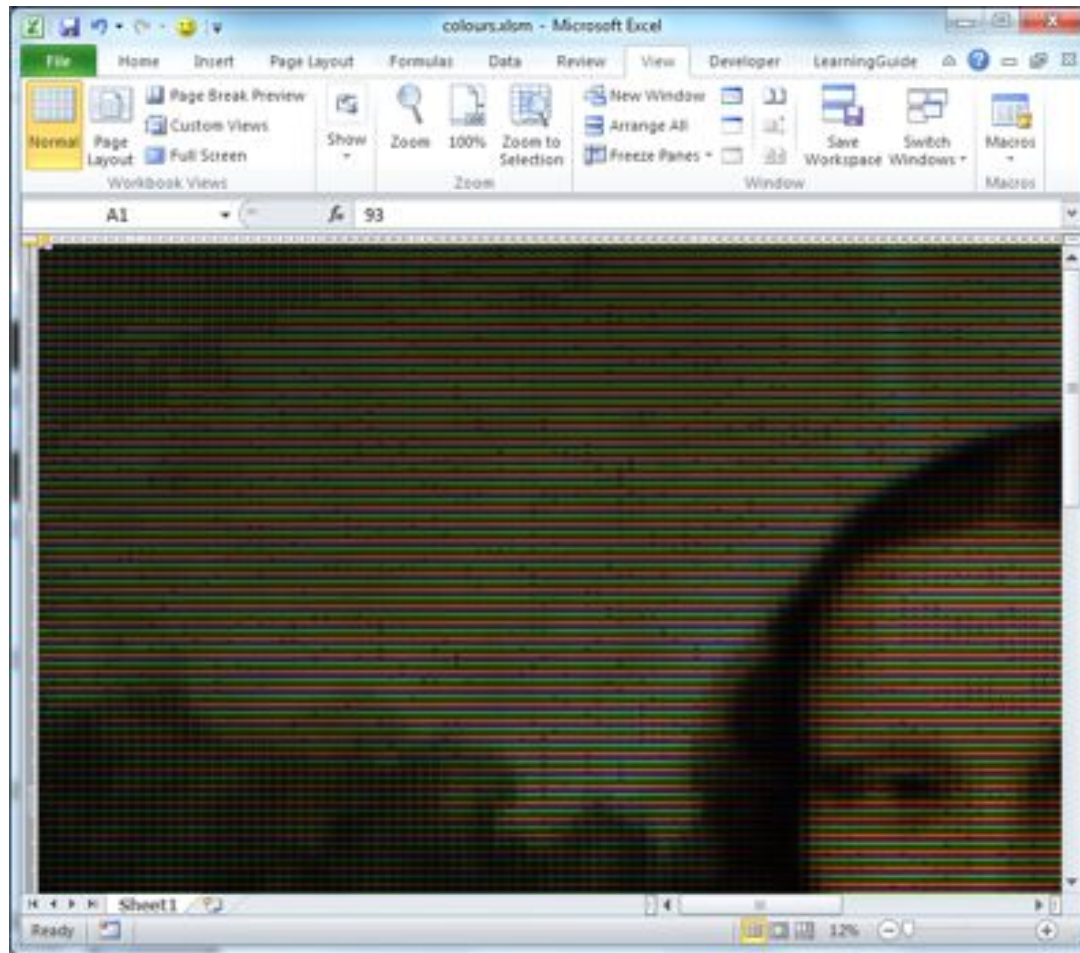 colours.xlsm - Microsoft Excel
File Home Insert Page Layout Formulas Data Review View Developer LearningGuide
Normal
Page Layout
Page Break Preview
Custom Views
Full Screen
Workbook Views
Show
Zoom
100%
Zoom to Selection
Zoom
New Window
Arrange All
Freeze Panes
Save Workspace
Switch Windows
Window
Macros
Macros
A1 fx 93
Sheet1
Ready 12%